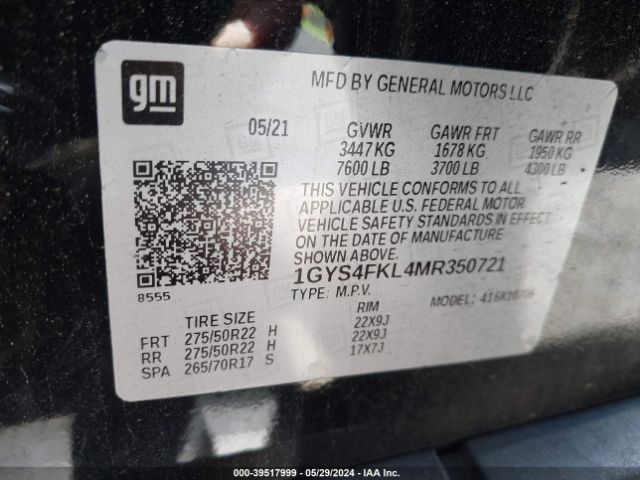 gm
MFD BY GENERAL MOTORS LLC
05/21 GVWR GAWR FRT GAWR RR
3447 KG 1678 KG 1950 KG
7600 LB 3700 LB 4300 LB
THIS VEHICLE CONFORMS TO ALL
APPLICABLE U.S. FEDERAL MOTOR
VEHICLE SAFETY STANDARDS IN EFFECT
ON THE DATE OF MANUFACTURE
SHOWN ABOVE.
1GYS4FKL4MR350721
8555
TYPE: M.P.V. MODEL: 416K10706
TIRE SIZE RIM
FRT 275/50R22 H 22X9J
RR 275/50R22 H 22X9J
SPA 265/70R17 S 17X7J
000-39517999 • 05/29/2024 • IAA Inc.